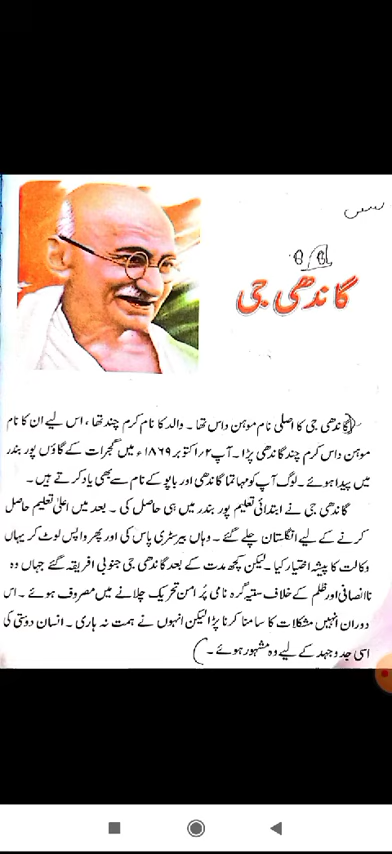 گاندھی جی
گاندھی جی کا اصلی نام موہن داس تھا ۔ والد کا نام کرم چند تھا ، اس لیے ان کا نام
موہن داس کرم چند گاندھی پڑا ۔ آپ ۲؍ اکتوبر ۱۸۶۹ء میں گجرات کے گاؤں پور بندر
میں پیدا ہوئے ۔ لوگ آپ کو مہاتما گاندھی اور باپو کے نام سے بھی یاد کرتے ہیں ۔
گاندھی جی نے ابتدائی تعلیم پور بندر میں ہی حاصل کی ۔ بعد میں اعلیٰ تعلیم حاصل
کرنے کے لیے انگلستان چلے گئے ۔ وہاں بیرسٹری پاس کی اور پھر واپس لوٹ کر یہاں
وکالت کا پیشہ اختیار کیا ۔ لیکن کچھ مدت کے بعد گاندھی جی جنوبی افریقہ گئے جہاں وہ
ناانصافی اور ظلم کے خلاف ستیہ گرہ نامی پُر امن تحریک چلانے میں مصروف ہوئے ۔ اس
دوران انہیں مشکلات کا سامنا کرنا پڑا لیکن انہوں نے ہمت نہ ہاری ۔ انسان دوستی کی
اسی جدوجہد کے لیے وہ مشہور ہوئے ۔